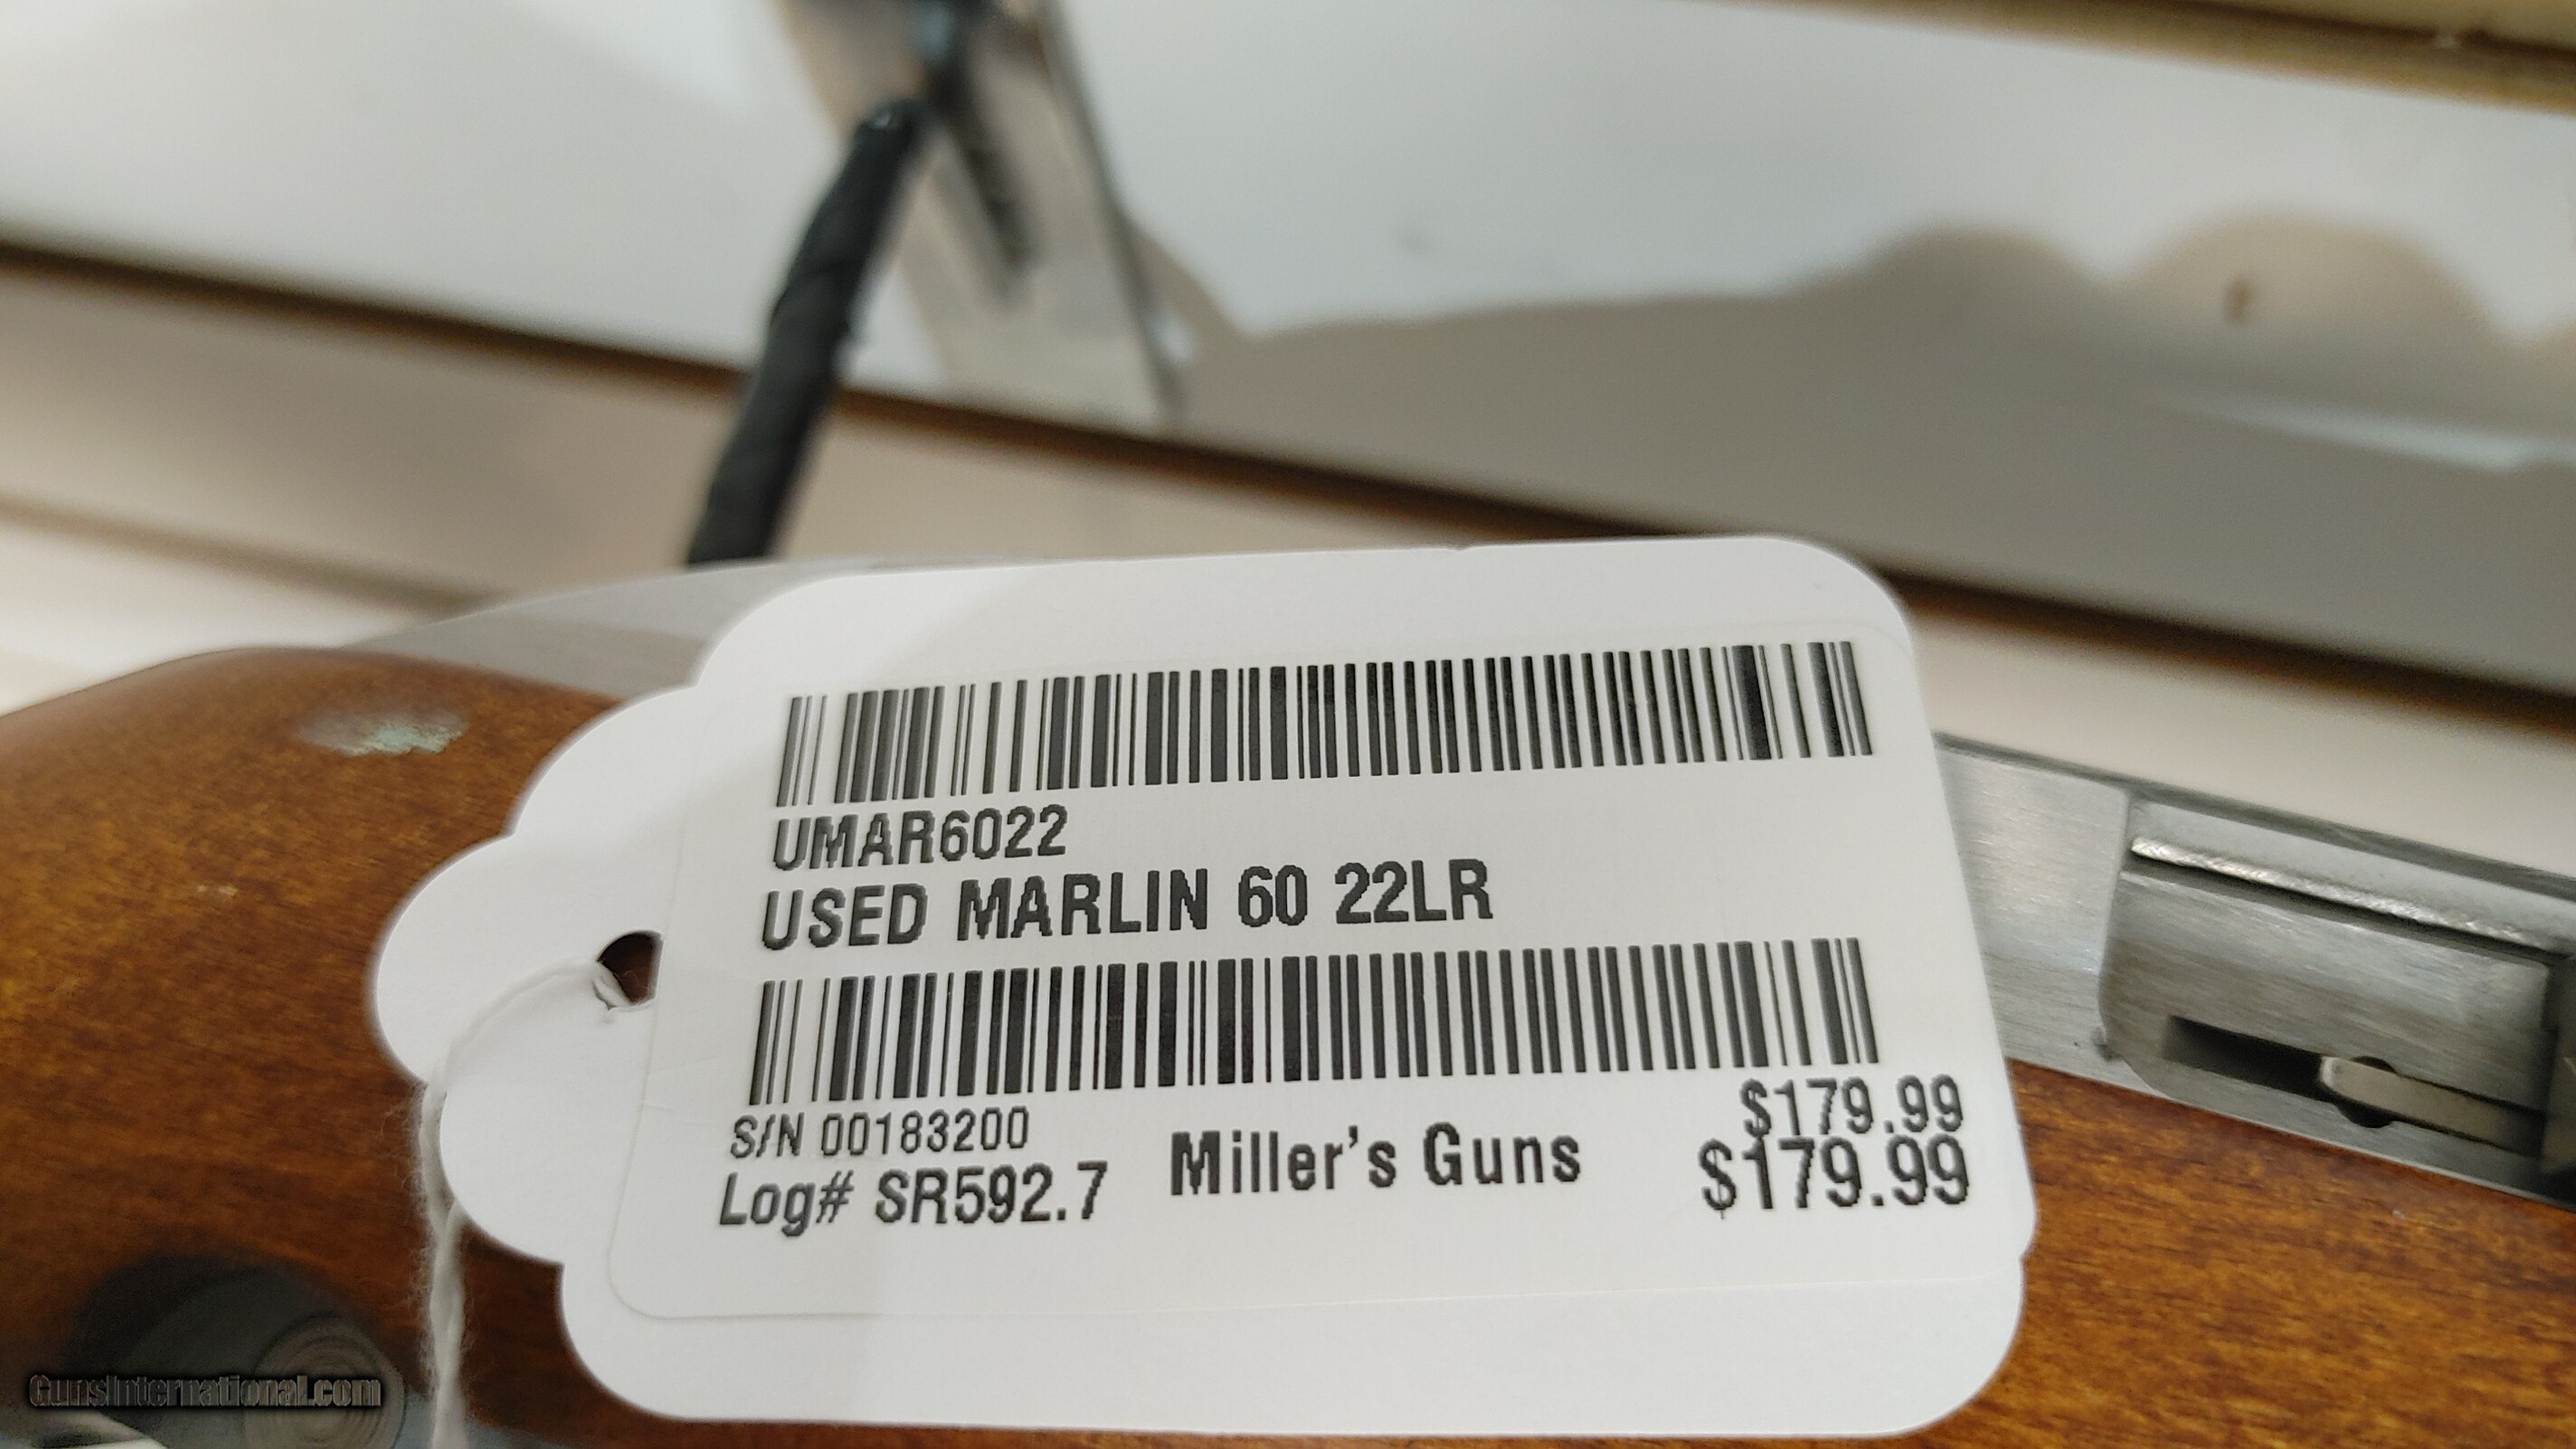 UMAR6022
USED MARLIN 60 22LR
S/N 00183200
$179.99
Log# SR592.7
Miller's Guns
$179.99
GunsInternational.com